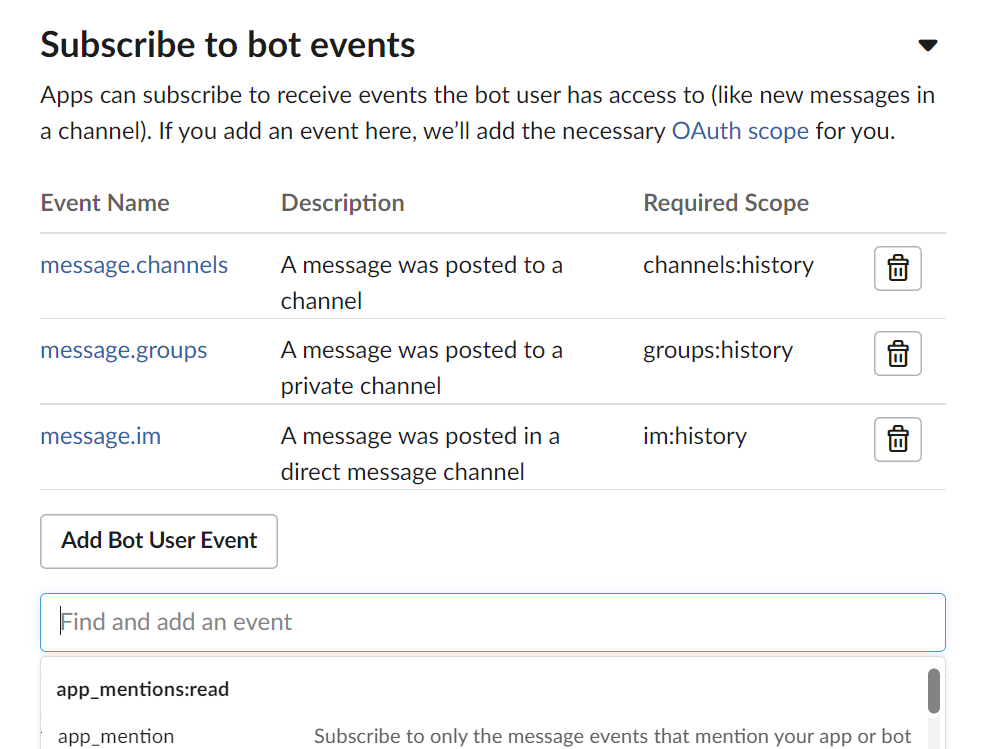 Subscribe to bot events
Apps can subscribe to receive events the bot user has access to (like new messages in
a channel). If you add an event here, we’ll add the necessary OAuth scope for you.
Event Name Description Required Scope
message.channels A message was posted to a channels:history
channel
message.groups A message was posted to a groups:history
private channel
message.im A message was posted in a im:history
direct message channel
Add Bot User Event
Find and add an event
app_mentions:read
app_mention Subscribe to only the message events that mention your app or bot